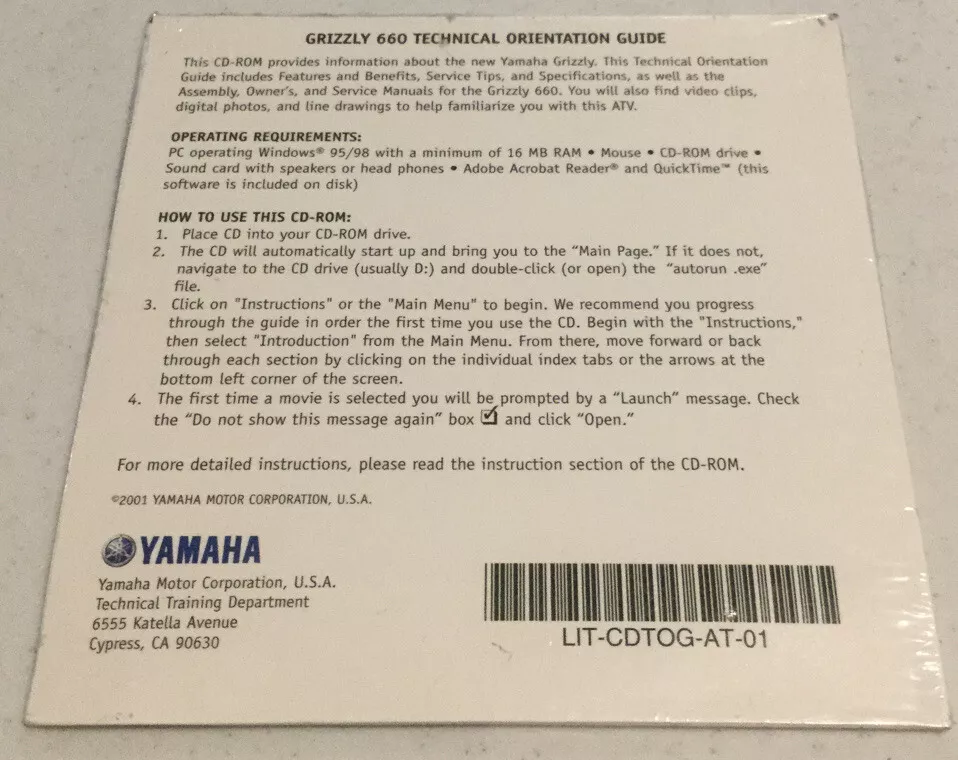 GRIZZLY 660 TECHNICAL ORIENTATION GUIDE
This CD-ROM provides information about the new Yamaha Grizzly. This Technical Orientation
Guide includes Features and Benefits, Service Tips, and Specifications, as well as the
Assembly, Owner's, and Service Manuals for the Grizzly 660. You will also find video clips,
digital photos, and line drawings to help familiarize you with this ATV.
OPERATING REQUIREMENTS:
PC operating Windows® 95/98 with a minimum of 16 MB RAM • Mouse • CD-ROM drive •
Sound card with speakers or head phones • Adobe Acrobat Reader® and QuickTime™ (this
software is included on disk)
HOW TO USE THIS CD-ROM:
1. Place CD into your CD-ROM drive.
2. The CD will automatically start up and bring you to the “Main Page.” If it does not,
navigate to the CD drive (usually D:) and double-click (or open) the “autorun .exe”
file.
3. Click on "Instructions" or the "Main Menu" to begin. We recommend you progress
through the guide in order the first time you use the CD. Begin with the "Instructions,"
then select "Introduction" from the Main Menu. From there, move forward or back
through each section by clicking on the individual index tabs or the arrows at the
bottom left corner of the screen.
4. The first time a movie is selected you will be prompted by a “Launch” message. Check
the “Do not show this message again” box ☑ and click “Open.”
For more detailed instructions, please read the instruction section of the CD-ROM.
©2001 YAMAHA MOTOR CORPORATION, U.S.A.
YAMAHA
Yamaha Motor Corporation, U.S.A.
Technical Training Department
6555 Katella Avenue
Cypress, CA 90630
LIT-CDTOG-AT-01